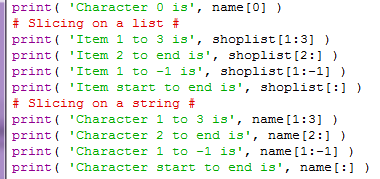 print( 'Character 0 is', name[0] )
# Slicing on a list #
print( 'Item 1 to 3 is', shoplist[1:3] )
print( 'Item 2 to end is', shoplist[2:] )
print( 'Item 1 to -1 is', shoplist[1:-1] )
print( 'Item start to end is', shoplist[:] )
# Slicing on a string #
print( 'Character 1 to 3 is', name[1:3] )
print( 'Character 2 to end is', name[2:] )
print( 'Character 1 to -1 is', name[1:-1] )
print( 'Character start to end is', name[:] )